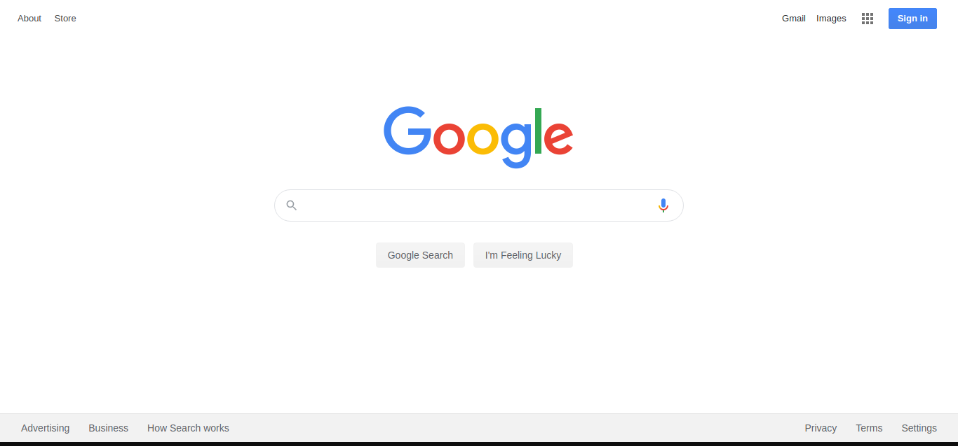 About Store Gmail Images Sign in
Google
Google Search I'm Feeling Lucky
Advertising Business How Search works Privacy Terms Settings